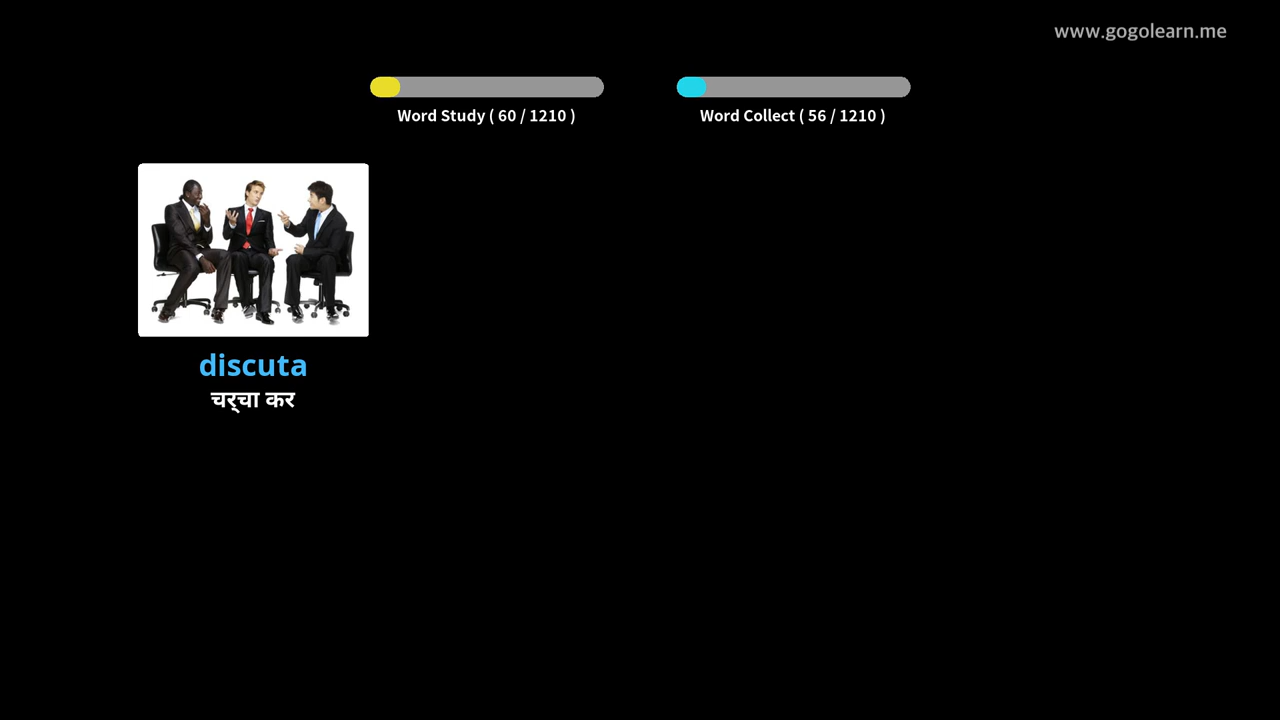 www.gogolearn.me
Word Study ( 60 / 1210 )
Word Collect ( 56 / 1210 )
discuta
चर्‌चा कर